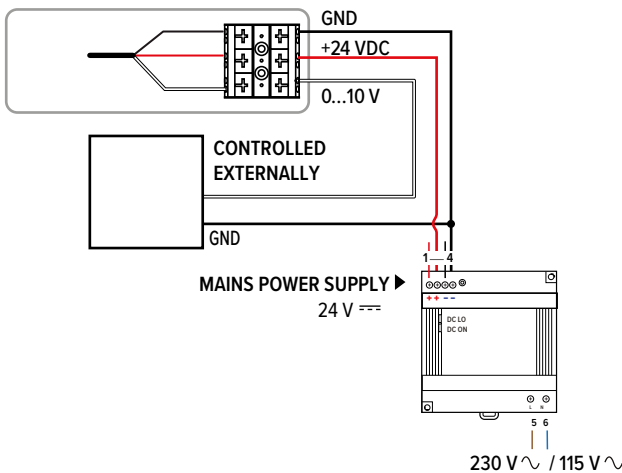 GND
+24 VDC
0...10 V
CONTROLLED
EXTERNALLY
GND
1 — 4
MAINS POWER SUPPLY
24 V
++ --
DC LO
DC ON
L N
5 6
230 V ~ / 115 V ~